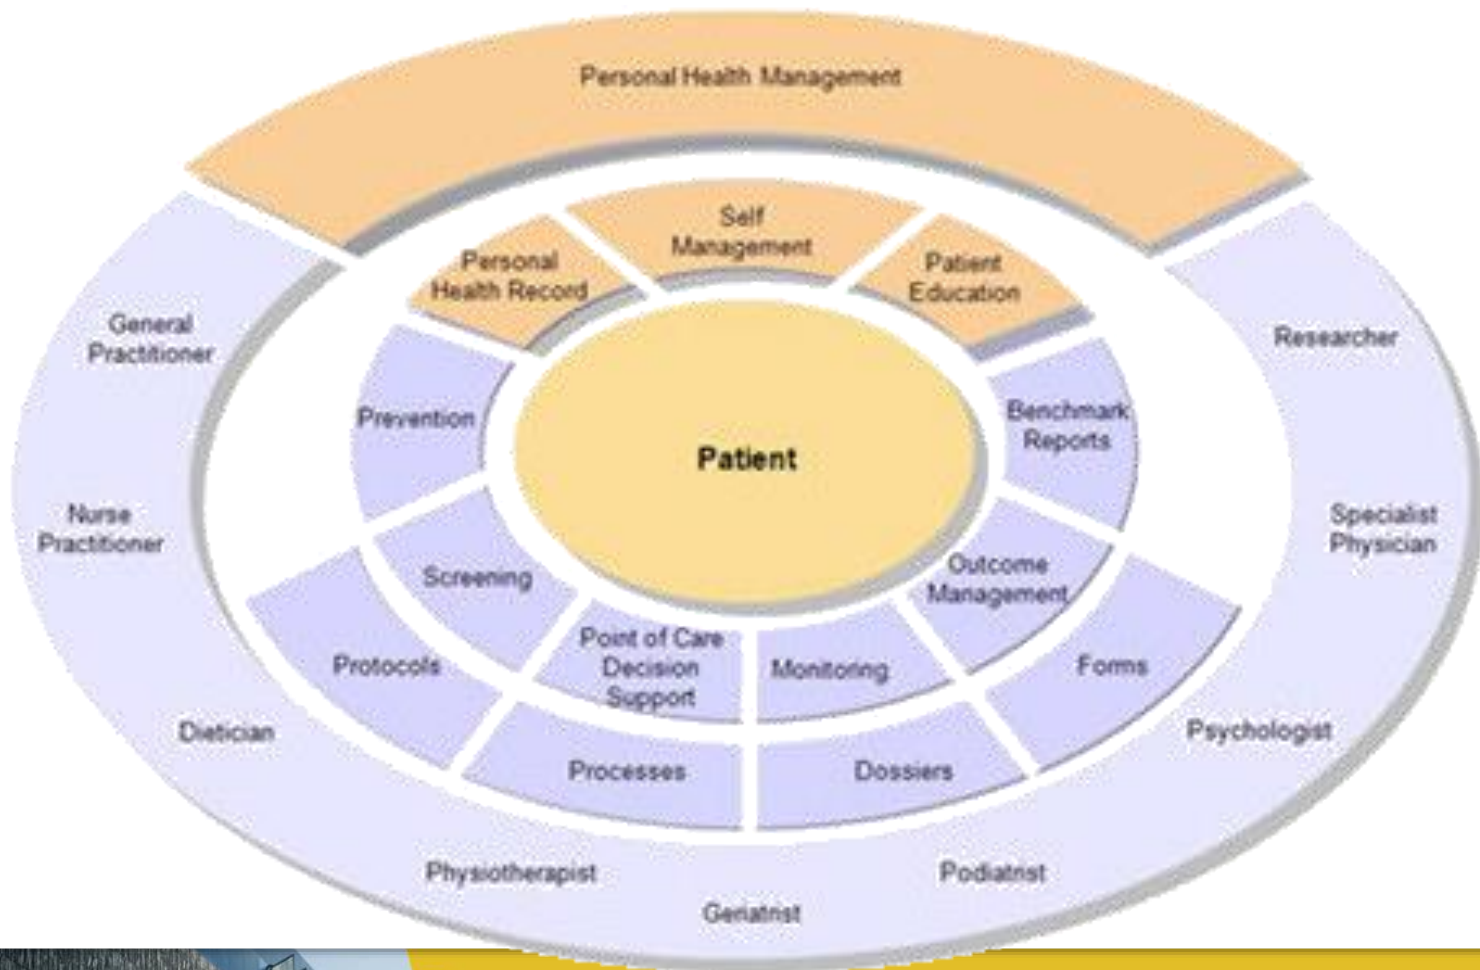 Personal Health Management
Self
Management
Personal
Health Record
Patient
Education
General
Practitioner
Researcher
Prevention
Benchmark
Reports
Patient
Nurse
Practitioner
Specialist
Physician
Screening
Outcome
Management
Point of Care
Decision
Support
Monitoring
Protocols
Forms
Dietician
Psychologist
Processes
Dossiers
Physiotherapist
Podiatrist
Geriatrist